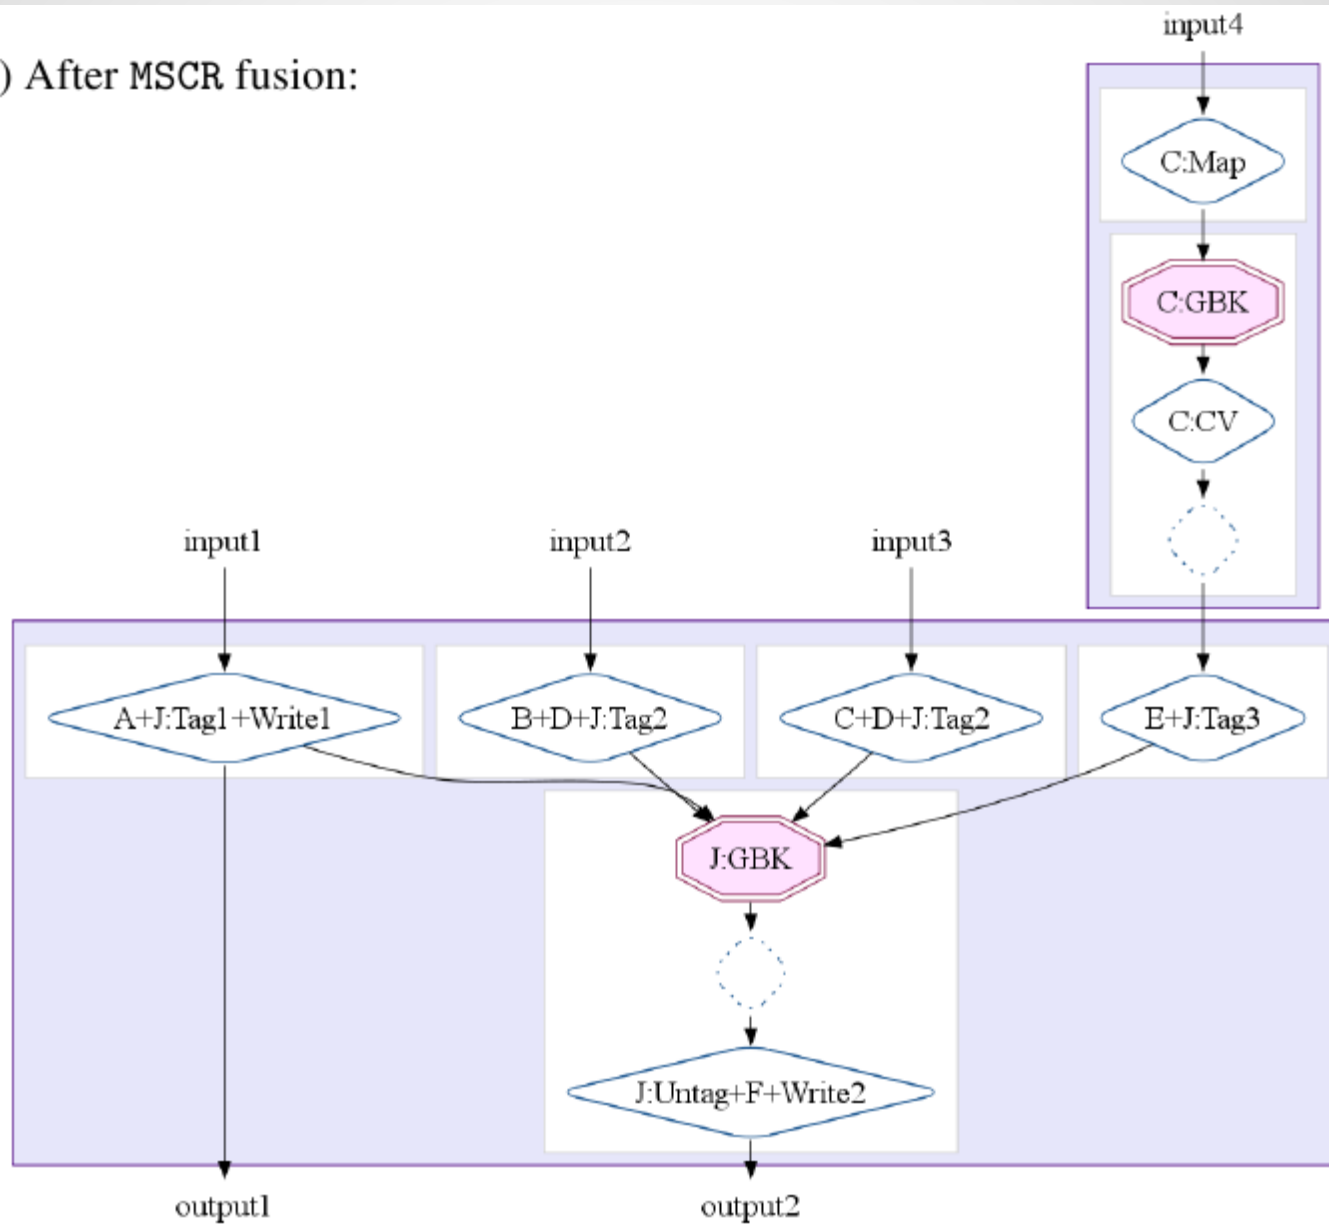 input4
) After MSCR fusion:
C:Map
C:GBK
C:CV
input1 input2 input3
A+J:Tag1+Write1 B+D+J:Tag2 C+D+J:Tag2 E+J:Tag3
J:GBK
J:Untag+F+Write2
output1 output2